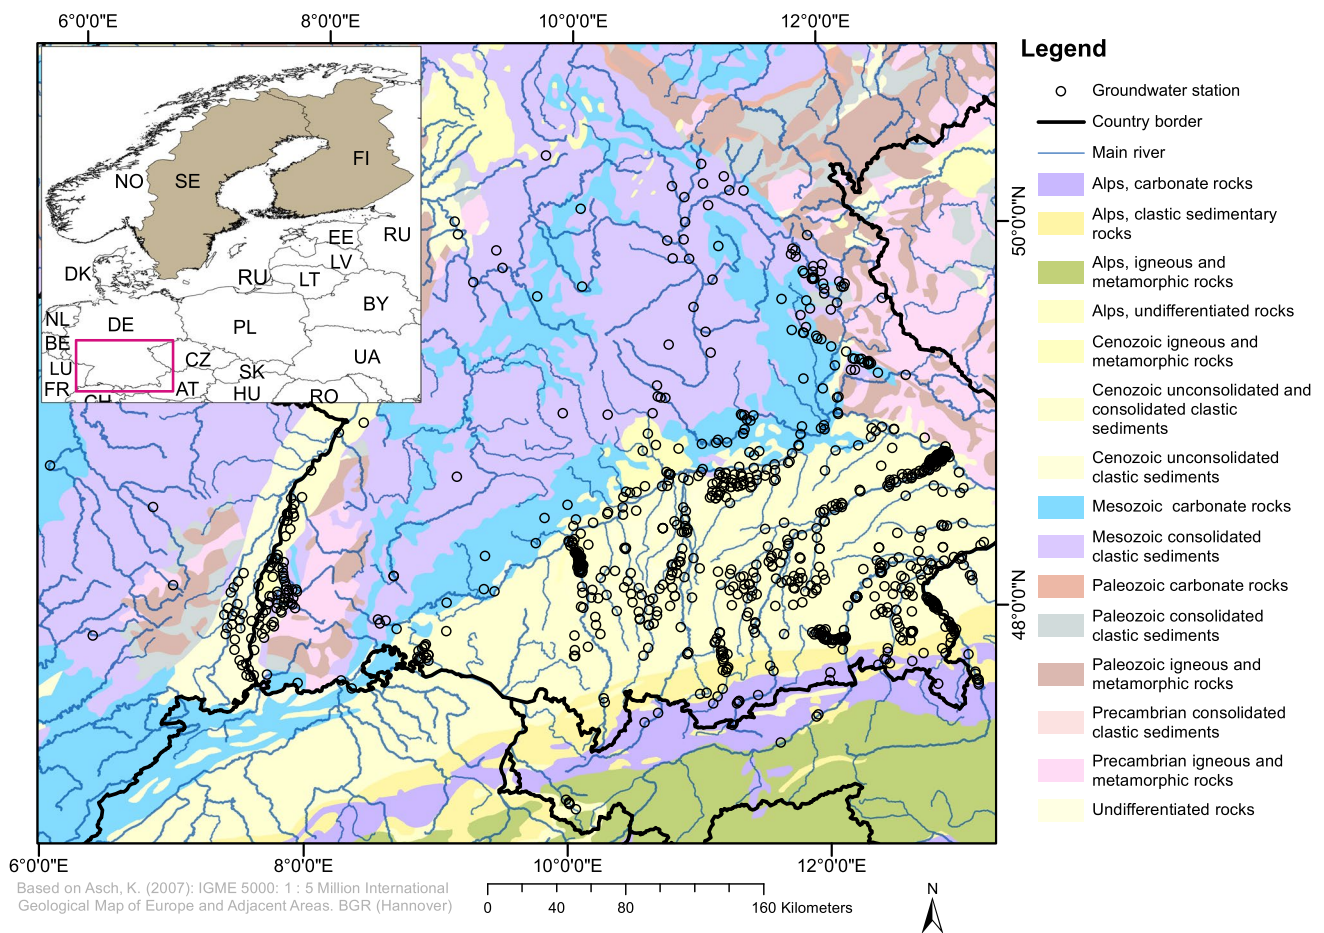 6°0'0"E
8°0'0"E
10°0'0"E
12°0'0"E
NO
SE
FI
EE
RU
LV
DK
RU
LT
BY
NL
DE
PL
BE
LU
CZ
UA
SK
FR
CH
AT
HU
RO
50°0'0"N
48°0'0"N
6°0'0"E
8°0'0"E
10°0'0"E
12°0'0"E
Legend
Groundwater station
Country border
Main river
Alps, carbonate rocks
Alps, clastic sedimentary
rocks
Alps, igneous and
metamorphic rocks
Alps, undifferentiated rocks
Cenozoic igneous and
metamorphic rocks
Cenozoic unconsolidated and
consolidated clastic
sediments
Cenozoic unconsolidated
clastic sediments
Mesozoic carbonate rocks
Mesozoic consolidated
clastic sediments
Paleozoic carbonate rocks
Paleozoic consolidated
clastic sediments
Paleozoic igneous and
metamorphic rocks
Precambrian consolidated
clastic sediments
Precambrian igneous and
metamorphic rocks
Undifferentiated rocks
Based on Asch, K. (2007): IGME 5000: 1 : 5 Million International
Geological Map of Europe and Adjacent Areas. BGR (Hannover)
0 40 80 160 Kilometers
N